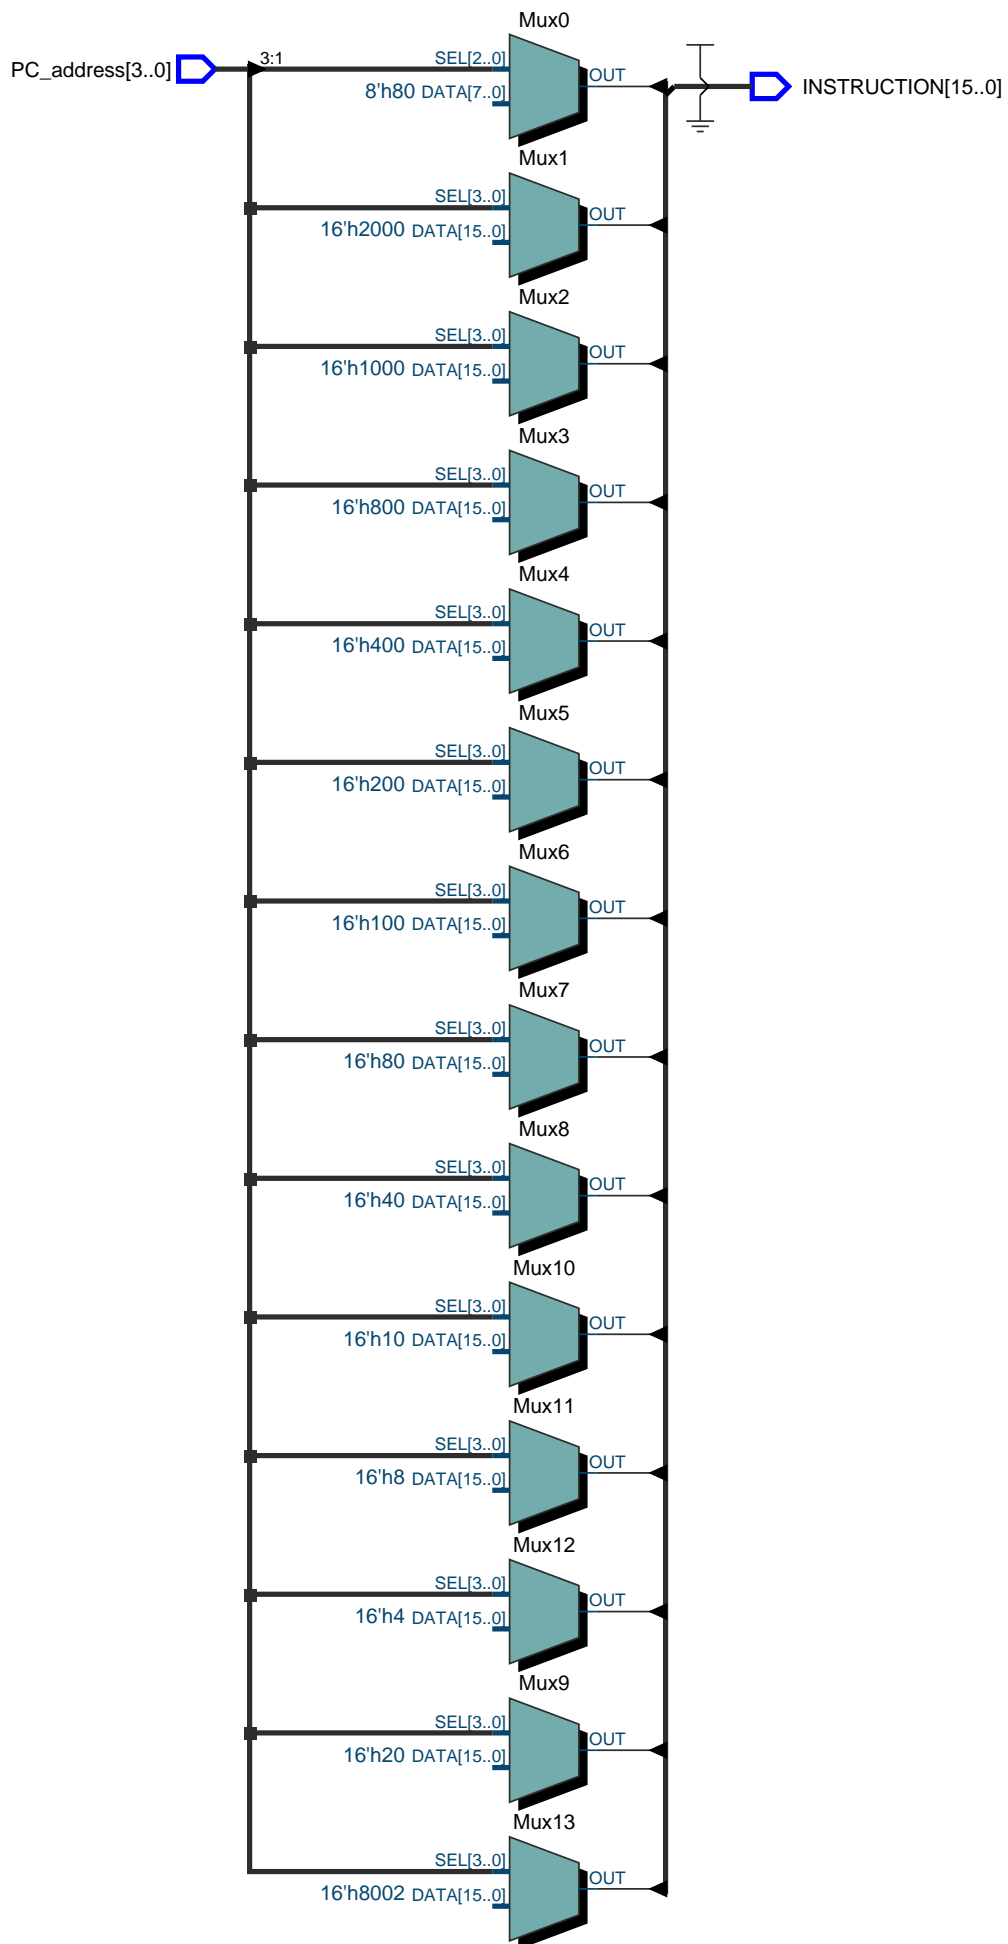 Mux0
PC_address[3..0]
3:1
SEL[2..0]
8'h80 DATA[7..0]
OUT
INSTRUCTION[15..0]
Mux1
SEL[3..0]
16'h2000 DATA[15..0]
OUT
Mux2
SEL[3..0]
16'h1000 DATA[15..0]
OUT
Mux3
SEL[3..0]
16'h800 DATA[15..0]
OUT
Mux4
SEL[3..0]
16'h400 DATA[15..0]
OUT
Mux5
SEL[3..0]
16'h200 DATA[15..0]
OUT
Mux6
SEL[3..0]
16'h100 DATA[15..0]
OUT
Mux7
SEL[3..0]
16'h80 DATA[15..0]
OUT
Mux8
SEL[3..0]
16'h40 DATA[15..0]
OUT
Mux10
SEL[3..0]
16'h10 DATA[15..0]
OUT
Mux11
SEL[3..0]
16'h8 DATA[15..0]
OUT
Mux12
SEL[3..0]
16'h4 DATA[15..0]
OUT
Mux9
SEL[3..0]
16'h20 DATA[15..0]
OUT
Mux13
SEL[3..0]
16'h8002 DATA[15..0]
OUT